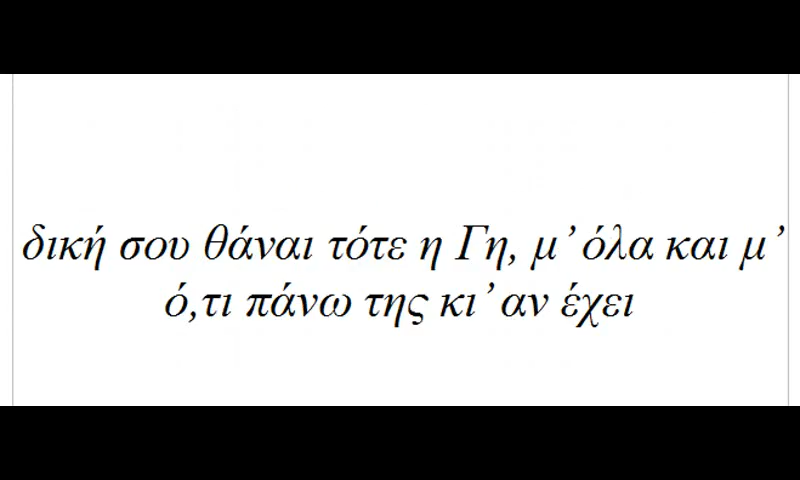 δική σου θάναι τότε η Γη, μ’ όλα και μ’
ό,τι πάνω της κι’ αν έχει